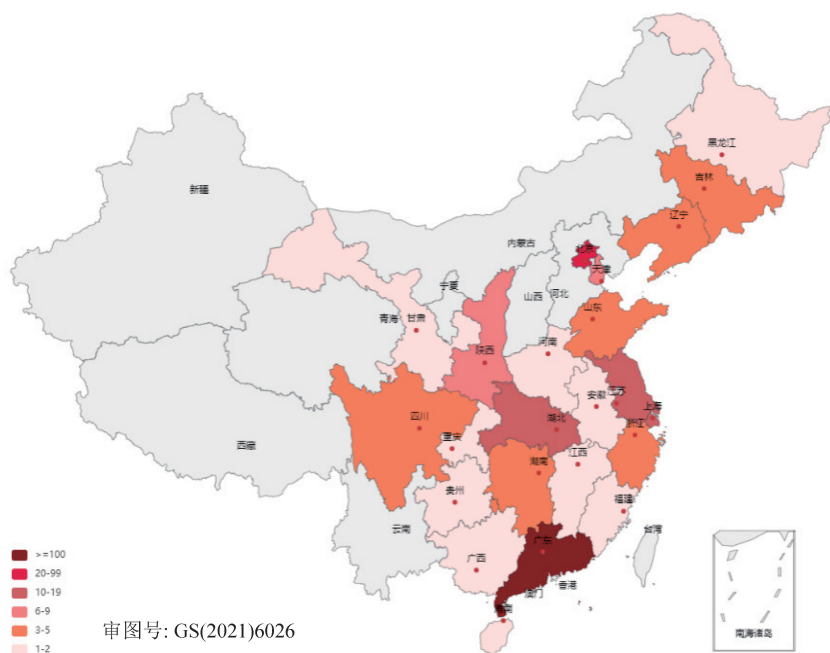 黑龙江
吉林
新疆
辽宁
内蒙古
北京
天津
宁夏
山西
河北
山东
青海
甘肃
陕西
河南
安徽
江苏
上海
四川
湖北
浙江
西藏
重庆
湖南
江西
贵州
福建
云南
台湾
广东
广西
香港
澳门
海南
南海诸岛
>=100
20-99
10-19
6-9
3-5
1-2
审图号: GS(2021)6026